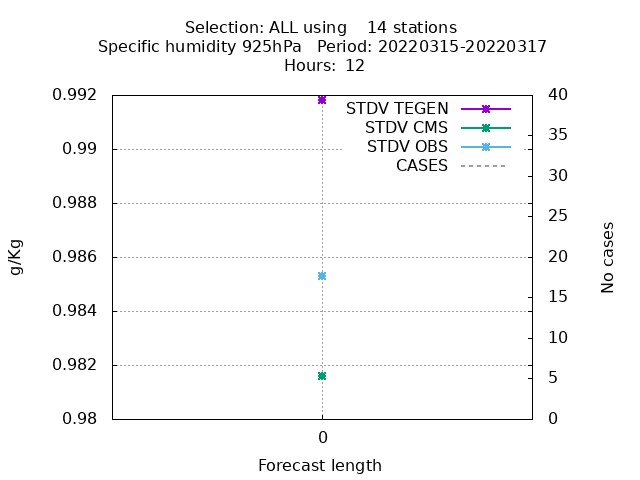 Selection: ALL using    14 stations
Specific humidity 925hPa   Period: 20220315-20220317
Hours: 12
STDV TEGEN
STDV CMS
STDV OBS
CASES
0.992
0.99
0.988
0.986
0.984
0.982
0.98
g/Kg
40
35
30
25
20
15
10
5
0
No cases
0
Forecast length